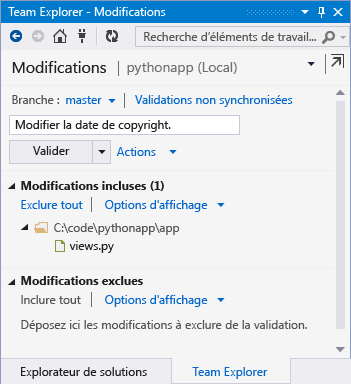 Team Explorer - Modifications
Recherche d'éléments de travail...
Modifications | pythonapp (Local)
Branche : master | Validations non synchronisées
Modifier la date de copyright.
Valider Actions
Modifications incluses (1)
Exclure tout | Options d'affichage
C:\code\pythonapp\app
views.py
Modifications exclues
Inclure tout | Options d'affichage
Déposez ici les modifications à exclure de la validation.
Explorateur de solutions Team Explorer